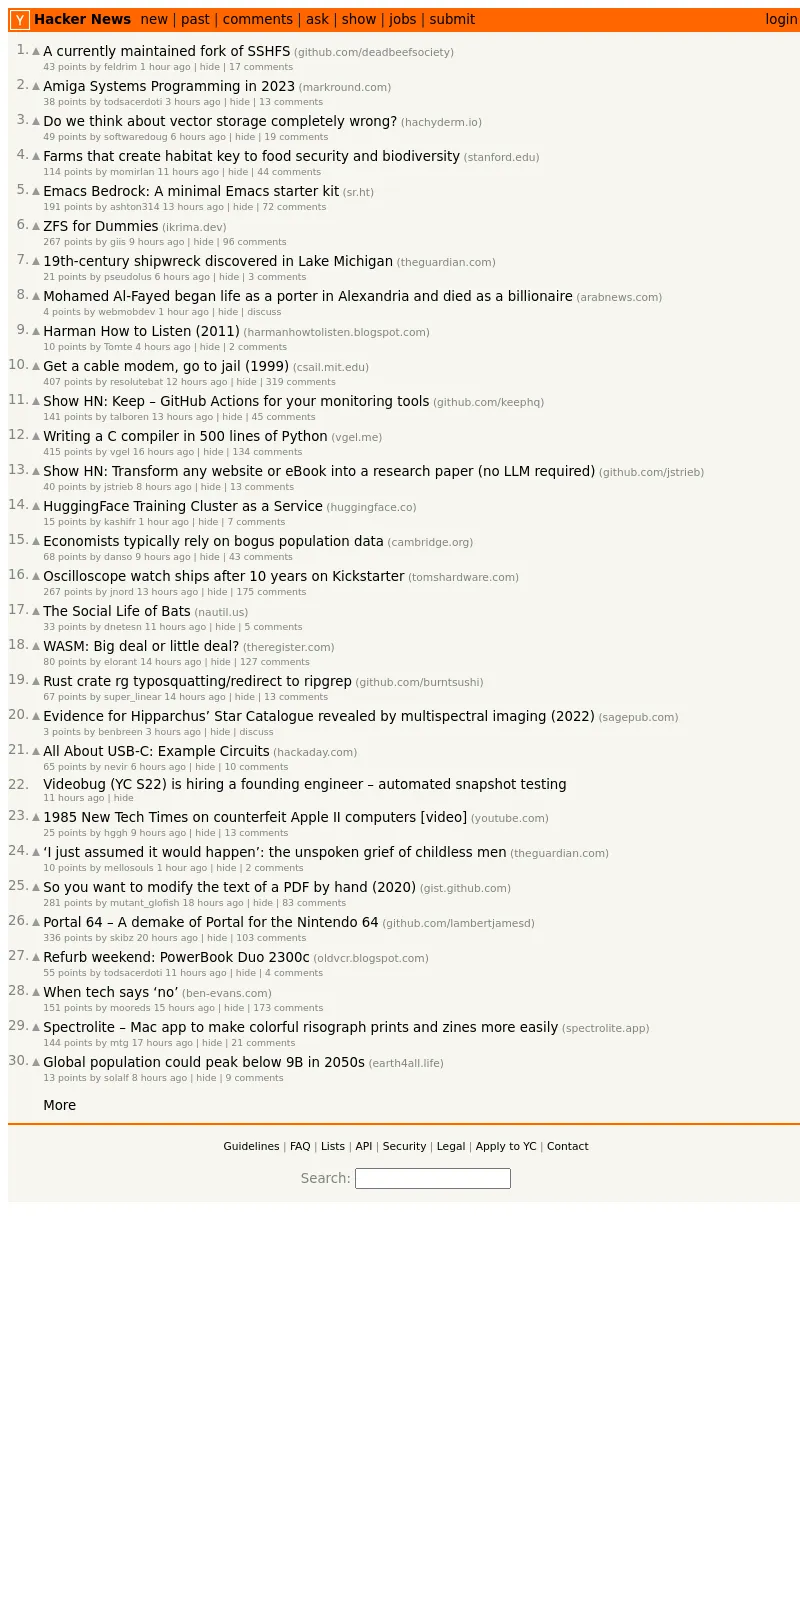 Y Hacker News new | past | comments | ask | show | jobs | submit login
1. ▲ A currently maintained fork of SSHFS (github.com/deadbeefsociety)
43 points by feldrim 1 hour ago | hide | 17 comments
2. ▲ Amiga Systems Programming in 2023 (markround.com)
38 points by todsacerdoti 3 hours ago | hide | 13 comments
3. ▲ Do we think about vector storage completely wrong? (hachyderm.io)
49 points by softwaredoug 6 hours ago | hide | 19 comments
4. ▲ Farms that create habitat key to food security and biodiversity (stanford.edu)
114 points by momirlan 11 hours ago | hide | 44 comments
5. ▲ Emacs Bedrock: A minimal Emacs starter kit (sr.ht)
191 points by ashton314 13 hours ago | hide | 72 comments
6. ▲ ZFS for Dummies (ikrima.dev)
267 points by giis 9 hours ago | hide | 96 comments
7. ▲ 19th-century shipwreck discovered in Lake Michigan (theguardian.com)
21 points by pseudolus 6 hours ago | hide | 3 comments
8. ▲ Mohamed Al-Fayed began life as a porter in Alexandria and died as a billionaire (arabnews.com)
4 points by webmobdev 1 hour ago | hide | discuss
9. ▲ Harman How to Listen (2011) (harmanhowtolisten.blogspot.com)
10 points by Tomte 4 hours ago | hide | 2 comments
10. ▲ Get a cable modem, go to jail (1999) (csail.mit.edu)
407 points by resolutebat 12 hours ago | hide | 319 comments
11. ▲ Show HN: Keep – GitHub Actions for your monitoring tools (github.com/keephq)
141 points by talboren 13 hours ago | hide | 45 comments
12. ▲ Writing a C compiler in 500 lines of Python (vgel.me)
415 points by vgel 16 hours ago | hide | 134 comments
13. ▲ Show HN: Transform any website or eBook into a research paper (no LLM required) (github.com/jstrieb)
40 points by jstrieb 8 hours ago | hide | 13 comments
14. ▲ HuggingFace Training Cluster as a Service (huggingface.co)
15 points by kashifr 1 hour ago | hide | 7 comments
15. ▲ Economists typically rely on bogus population data (cambridge.org)
68 points by danso 9 hours ago | hide | 43 comments
16. ▲ Oscilloscope watch ships after 10 years on Kickstarter (tomshardware.com)
267 points by jnord 13 hours ago | hide | 175 comments
17. ▲ The Social Life of Bats (nautil.us)
33 points by dnetesn 11 hours ago | hide | 5 comments
18. ▲ WASM: Big deal or little deal? (theregister.com)
80 points by elorant 14 hours ago | hide | 127 comments
19. ▲ Rust crate rg typosquatting/redirect to ripgrep (github.com/burntsushi)
67 points by super_linear 14 hours ago | hide | 13 comments
20. ▲ Evidence for Hipparchus’ Star Catalogue revealed by multispectral imaging (2022) (sagepub.com)
3 points by benbreen 3 hours ago | hide | discuss
21. ▲ All About USB-C: Example Circuits (hackaday.com)
65 points by nevir 6 hours ago | hide | 10 comments
22. Videobug (YC S22) is hiring a founding engineer – automated snapshot testing
11 hours ago | hide
23. ▲ 1985 New Tech Times on counterfeit Apple II computers [video] (youtube.com)
25 points by hggh 9 hours ago | hide | 13 comments
24. ▲ ‘I just assumed it would happen’: the unspoken grief of childless men (theguardian.com)
10 points by mellosouls 1 hour ago | hide | 2 comments
25. ▲ So you want to modify the text of a PDF by hand (2020) (gist.github.com)
281 points by mutant_glofish 18 hours ago | hide | 83 comments
26. ▲ Portal 64 – A demake of Portal for the Nintendo 64 (github.com/lambertjamesd)
336 points by skibz 20 hours ago | hide | 103 comments
27. ▲ Refurb weekend: PowerBook Duo 2300c (oldvcr.blogspot.com)
55 points by todsacerdoti 11 hours ago | hide | 4 comments
28. ▲ When tech says ‘no’ (ben-evans.com)
151 points by mooreds 15 hours ago | hide | 173 comments
29. ▲ Spectrolite – Mac app to make colorful risograph prints and zines more easily (spectrolite.app)
144 points by mtg 17 hours ago | hide | 21 comments
30. ▲ Global population could peak below 9B in 2050s (earth4all.life)
13 points by solalf 8 hours ago | hide | 9 comments
More
Guidelines | FAQ | Lists | API | Security | Legal | Apply to YC | Contact
Search: